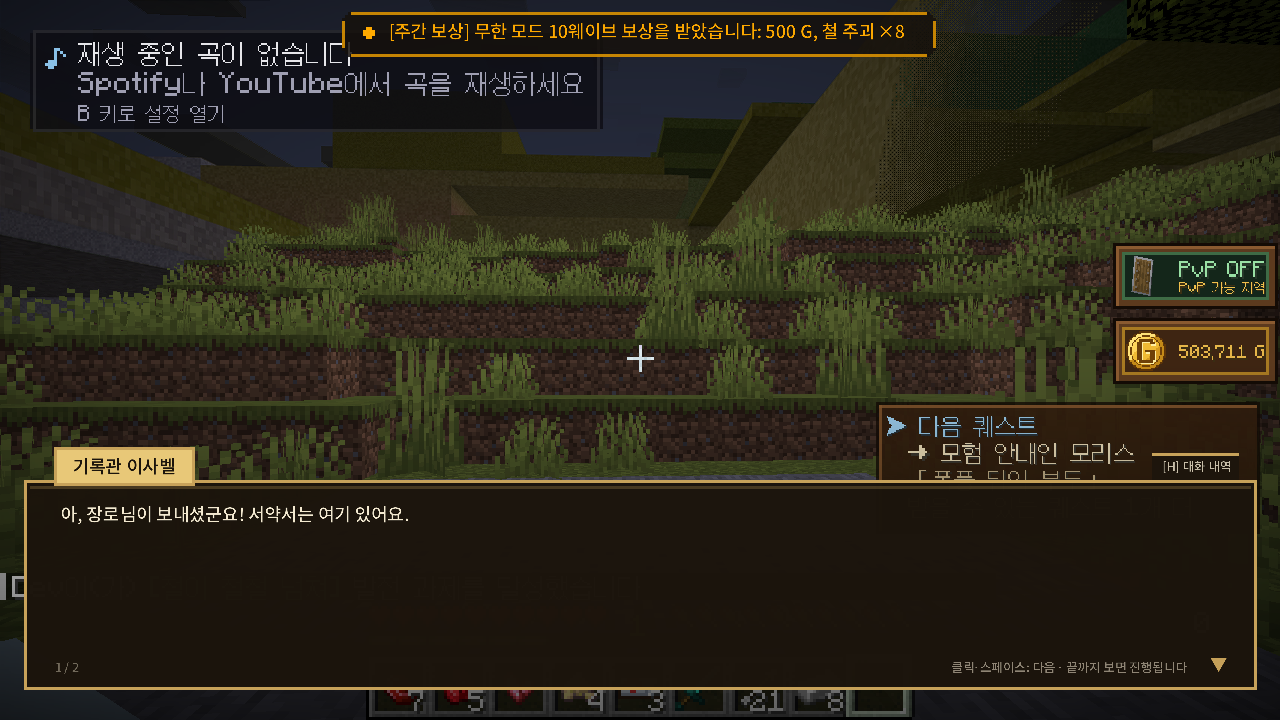 [주간 보상] 무한 모드 10웨이브 보상을 받았습니다: 500 G, 철 주괴 ×8
재생 중인 곡이 없습니다
Spotify나 YouTube에서 곡을 재생하세요
B 키로 설정 열기
PvP OFF
PvP 가능 지역
503,711 G
다음 퀘스트
→ 모험 안내인 모리스
[H] 대화 내역
기록관 이사벨
아, 장로님이 보내셨군요! 서약서는 여기 있어요.
1 / 2
클릭·스페이스: 다음 · 끝까지 보면 진행됩니다
7
5
4
3
21
8